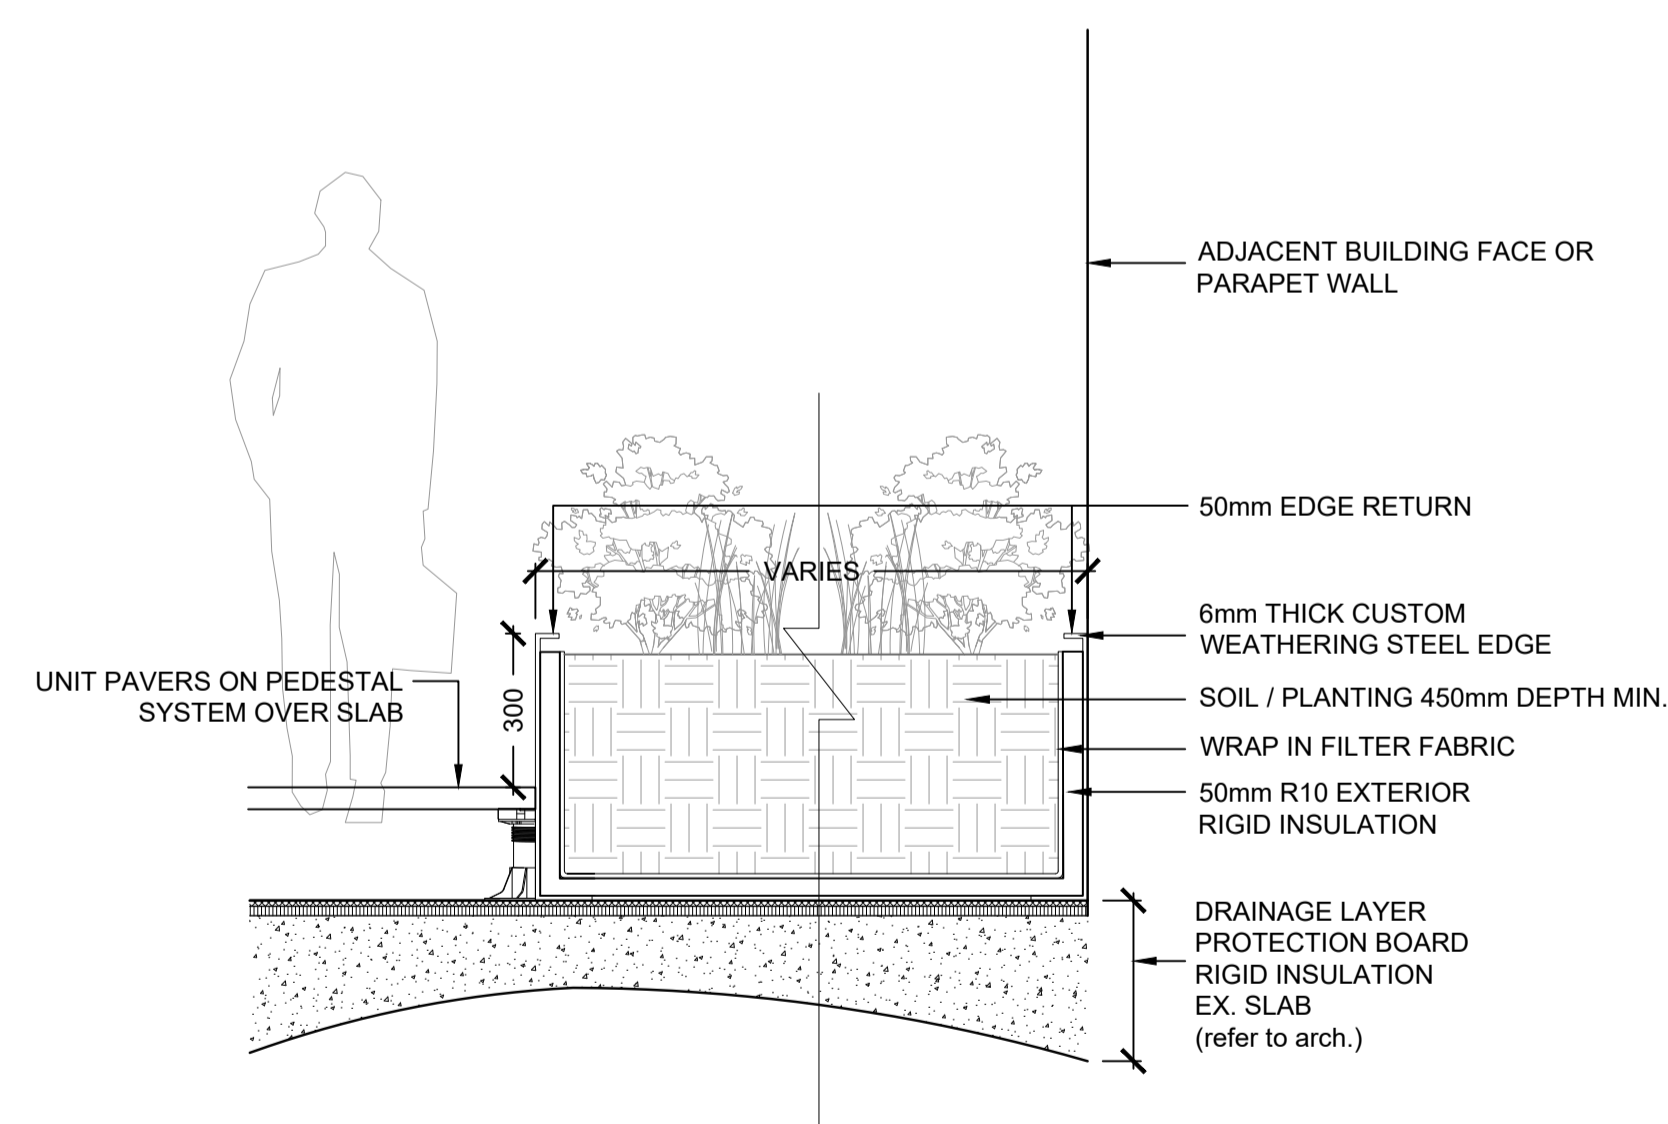 ADJACENT BUILDING FACE OR
PARAPET WALL
50mm EDGE RETURN
VARIES
6mm THICK CUSTOM
WEATHERING STEEL EDGE
UNIT PAVERS ON PEDESTAL
SYSTEM OVER SLAB
300
SOIL / PLANTING 450mm DEPTH MIN.
WRAP IN FILTER FABRIC
50mm R10 EXTERIOR
RIGID INSULATION
DRAINAGE LAYER
PROTECTION BOARD
RIGID INSULATION
EX. SLAB
(refer to arch.)